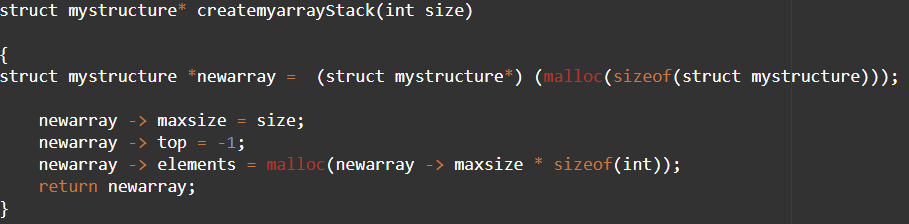 struct mystructure* createmyarrayStack(int size)
{
struct mystructure *newarray =  (struct mystructure*) (malloc(sizeof(struct mystructure)));
newarray -> maxsize = size;
newarray -> top = -1;
newarray -> elements = malloc(newarray -> maxsize * sizeof(int));
return newarray;
}